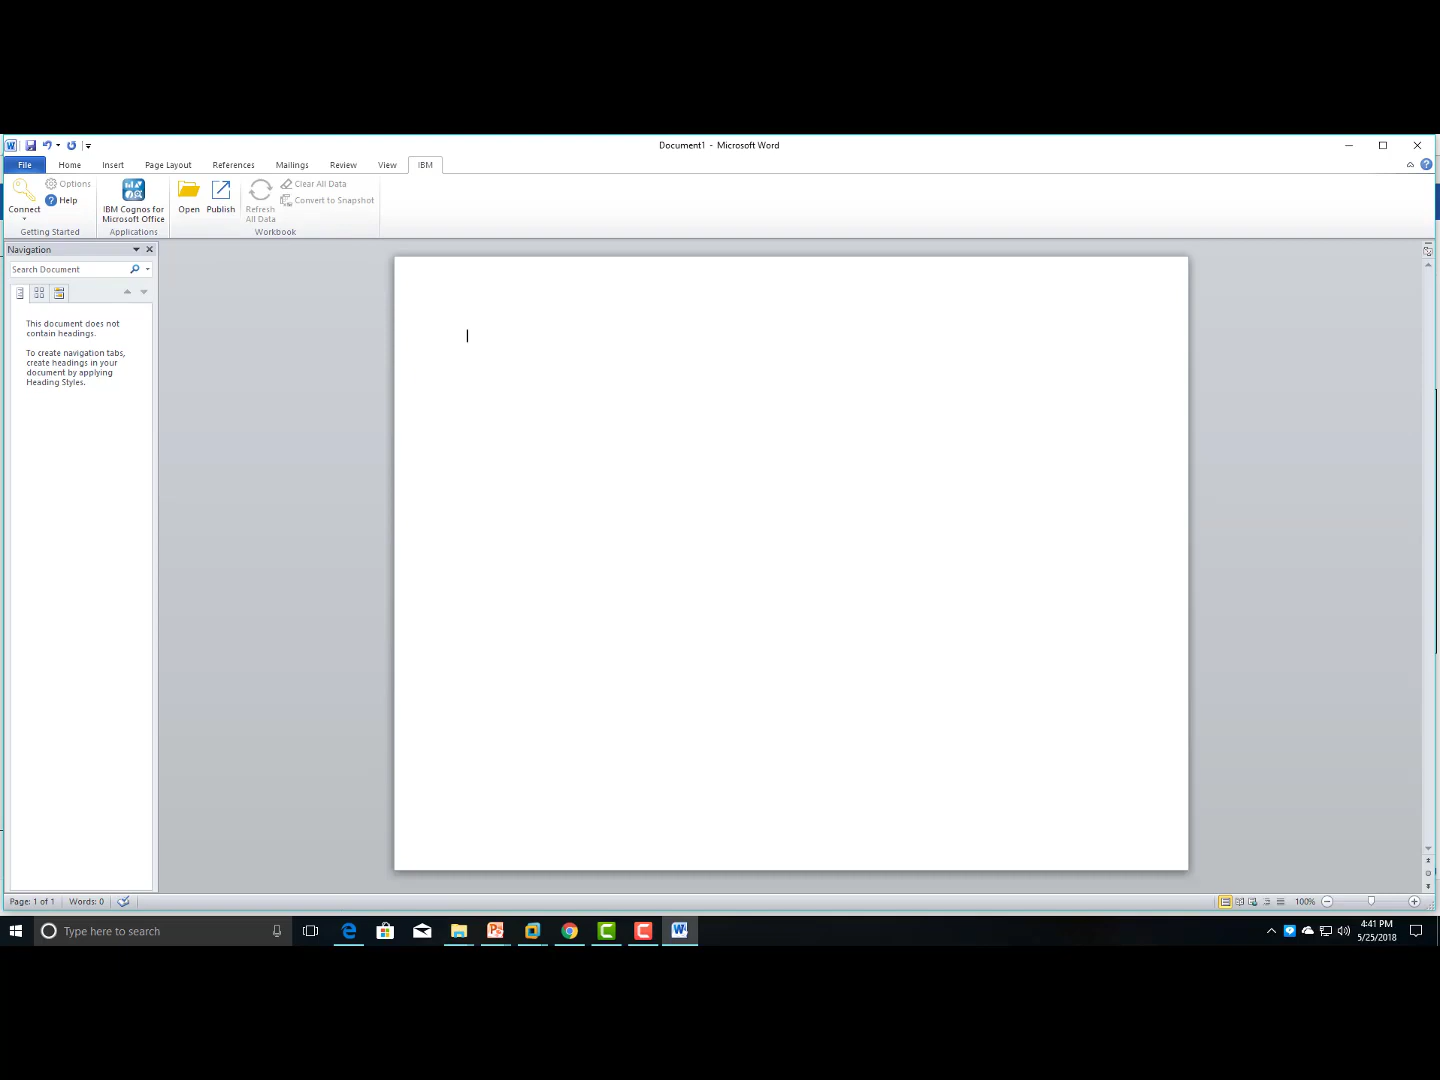 Document1 - Microsoft Word
File Home Insert Page Layout References Mailings Review View IBM
Connect
Options
Help
Getting Started
IBM Cognos for
Microsoft Office
Applications
Open
Publish
Refresh
All Data
Clear All Data
Convert to Snapshot
Workbook
Navigation
Search Document
This document does not
contain headings.
To create navigation tabs,
create headings in your
document by applying
Heading Styles.
Page: 1 of 1 Words: 0
100%
Type here to search
4:41 PM
5/25/2018